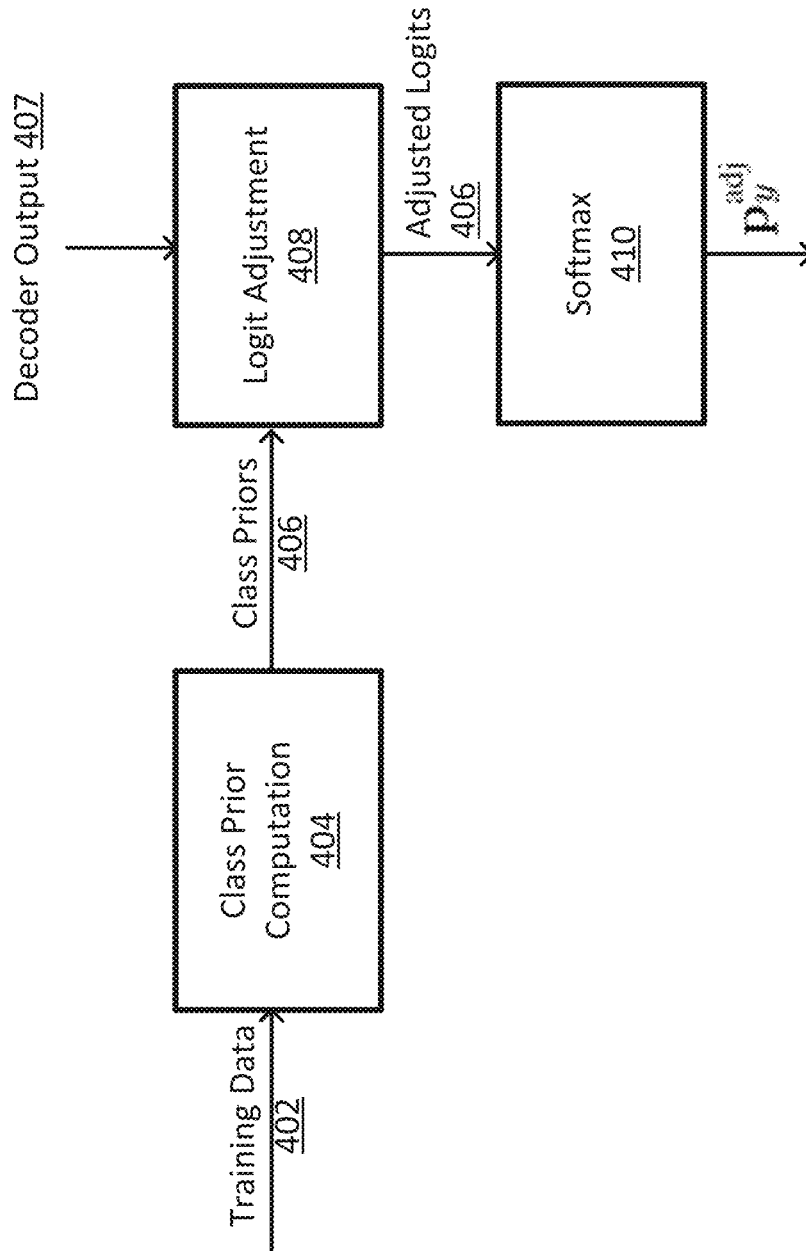 Training Data
402
Class Prior
Computation
404
Class Priors
406
Decoder Output 407
Logit Adjustment
408
Adjusted Logits
406
Softmax
410
p_y^adj